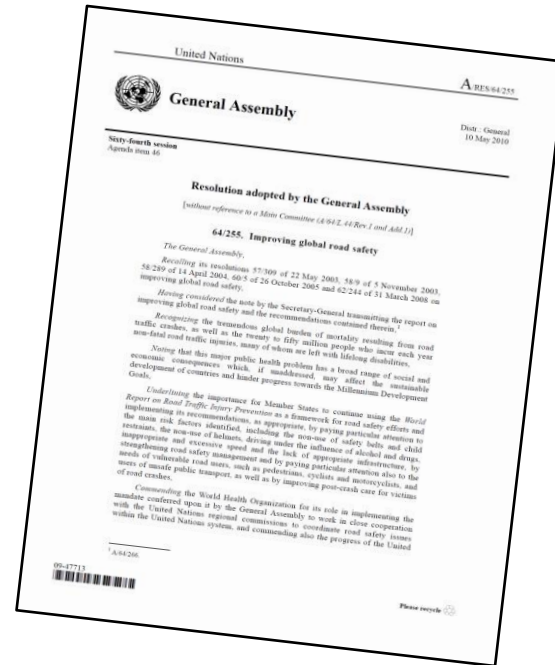 United Nations
A/RES/64/255
General Assembly
Distr.: General
10 May 2010
Sixty-fourth session
Agenda item 46
Resolution adopted by the General Assembly
[without reference to a Main Committee (A/64/L.44/Rev.1 and Add.1)]
64/255. Improving global road safety
The General Assembly,
Recalling its resolutions 57/309 of 22 May 2003, 58/9 of 5 November 2003,
58/289 of 14 April 2004, 60/5 of 26 October 2005 and 62/244 of 31 March 2008 on
improving global road safety,
Having considered the note by the Secretary-General transmitting the report on
improving global road safety and the recommendations contained therein,1
Recognizing the tremendous global burden of mortality resulting from road
traffic crashes, as well as the twenty to fifty million people who incur each year
non-fatal road traffic injuries, many of whom are left with lifelong disabilities,
Noting that this major public health problem has a broad range of social and
economic consequences which, if unaddressed, may affect the sustainable
development of countries and hinder progress towards the Millennium Development
Goals,
Underlining the importance for Member States to continue using the World
Report on Road Traffic Injury Prevention as a framework for road safety efforts and
implementing its recommendations, as appropriate, by paying particular attention to
the main risk factors identified, including the non-use of safety belts and child
restraints, the non-use of helmets, driving under the influence of alcohol and drugs,
inappropriate and excessive speed and the lack of appropriate infrastructure, by
strengthening road safety management and by paying particular attention also to the
needs of vulnerable road users, such as pedestrians, cyclists and motorcyclists, and
users of unsafe public transport, as well as by improving post-crash care for victims
of road crashes,
Commending the World Health Organization for its role in implementing the
mandate conferred upon it by the General Assembly to work in close cooperation
with the United Nations regional commissions to coordinate road safety issues
within the United Nations system, and commending also the progress of the United
1 A/64/266.
09-47713
Please recycle